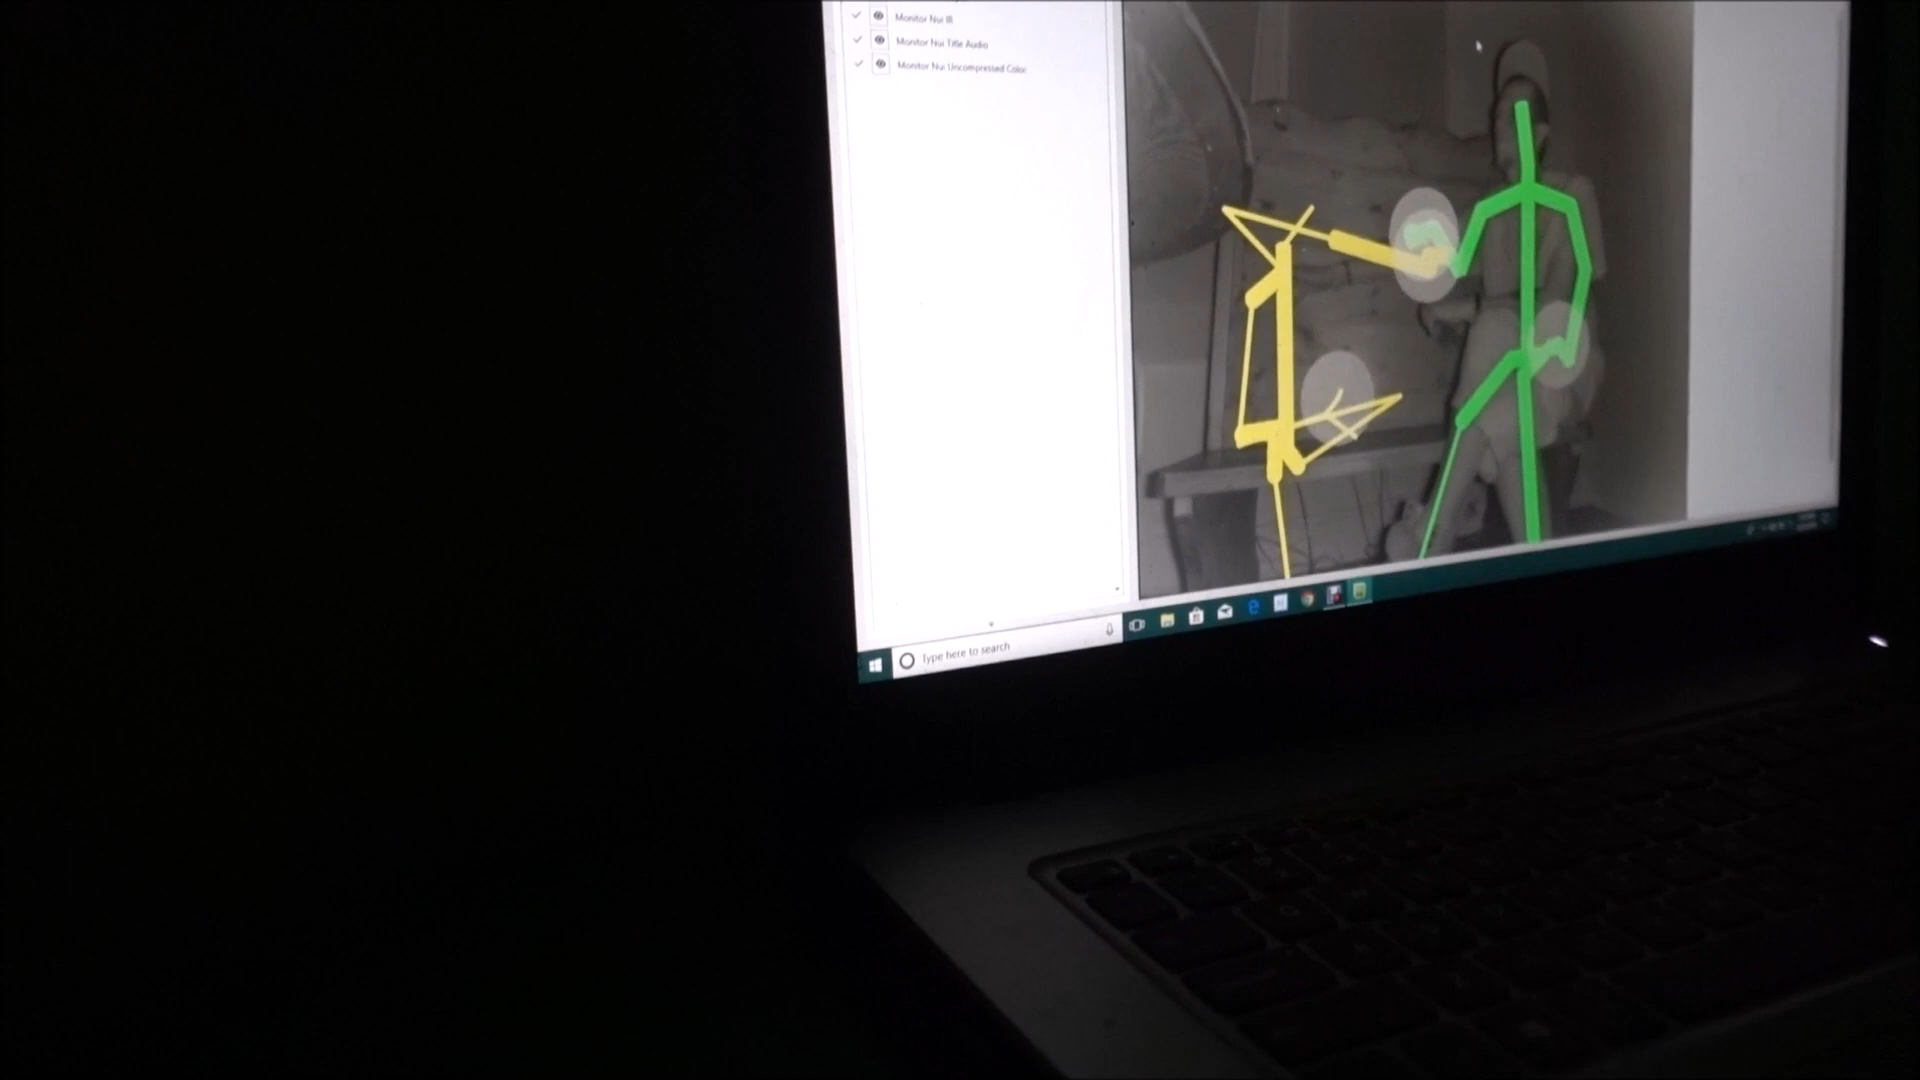 Monitor Nui IR
Monitor Nui Title Audio
Monitor Nui Uncompressed Color
Type here to search